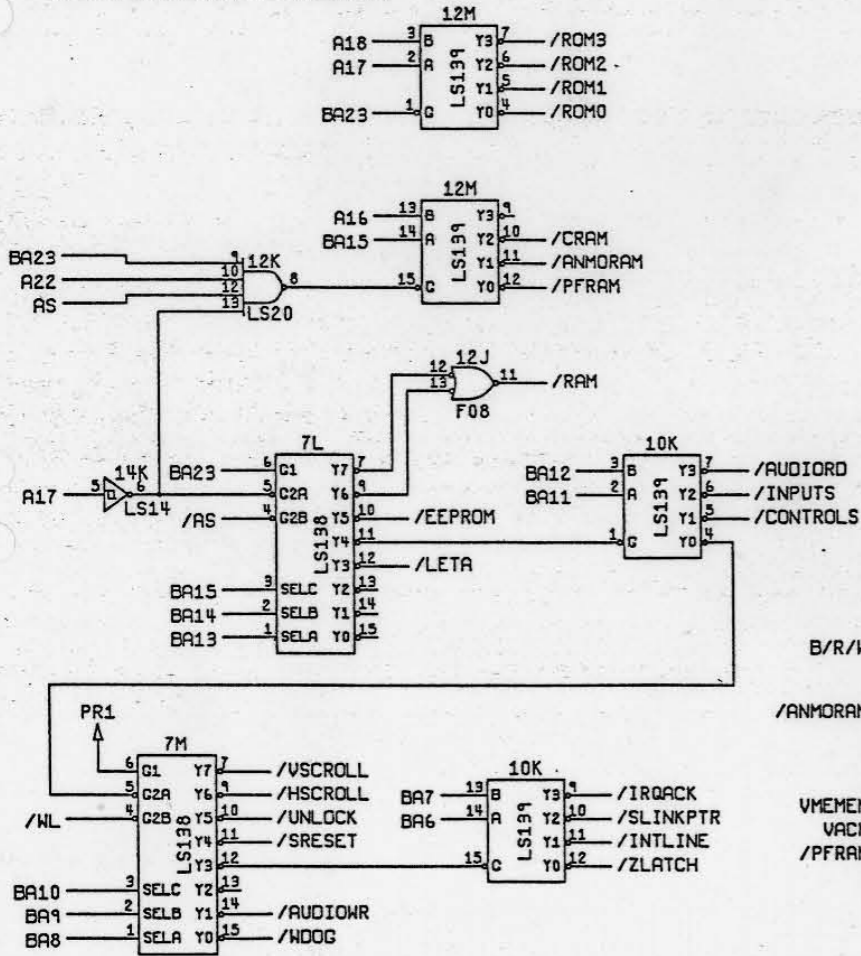 12M
A18 3 B Y3 7 /ROM3
A17 2 A Y2 6 /ROM2
Y1 5 /ROM1
BA23 1 G Y0 4 /ROM0
LS139
12M
A16 13 B Y3 9
BA15 14 A Y2 10 /CRAM
Y1 11 /ANMORAM
15 G Y0 12 /PFRAM
LS139
BA23 9 12K
A22 10 8
AS 12
13 LS20
12J
12 11 /RAM
13
F08
7L
BA23 6 G1 Y7 7
A17 5 14K 6 5 G2A Y6 9
LS14
/AS 4 G2B Y5 10 /EEPROM
Y4 11
Y3 12 /LETA
BA15 3 SELC Y2 13
BA14 2 SELB Y1 14
BA13 1 SELA Y0 15
LS138
10K
BA12 3 B Y3 7 /AUDIORD
BA11 2 A Y2 6 /INPUTS
Y1 5 /CONTROLS
1 G Y0 4
LS139
B/R/W
/ANMORAM
VMEMEN
VAC
/PFRAM
PR1
7M
6 G1 Y7 7 /VSCROLL
5 G2A Y6 9 /HSCROLL
/WL 4 G2B Y5 10 /UNLOCK
Y4 11 /SRESET
Y3 12
BA10 3 SELC Y2 13
BA9 2 SELB Y1 14 /AUDIOWR
BA8 1 SELA Y0 15 /WDOG
LS138
10K
BA7 13 B Y3 9 /IRQACK
BA6 14 A Y2 10 /SLINKPTR
Y1 11 /INTLINE
15 G Y0 12 /ZLATCH
LS139